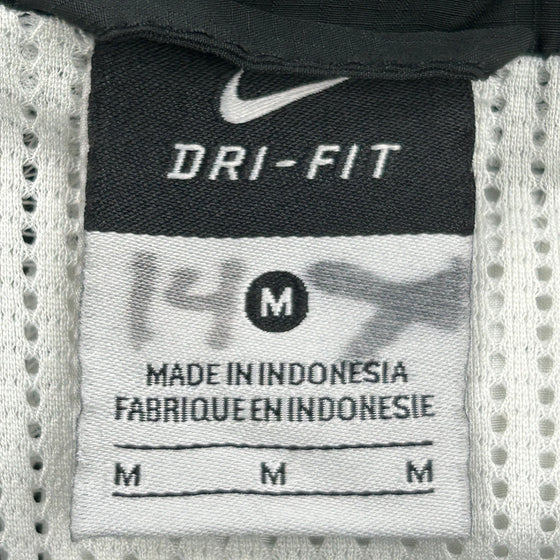 DRI-FIT
14 M
MADE IN INDONESIA
FABRIQUE EN INDONESIE
M M M